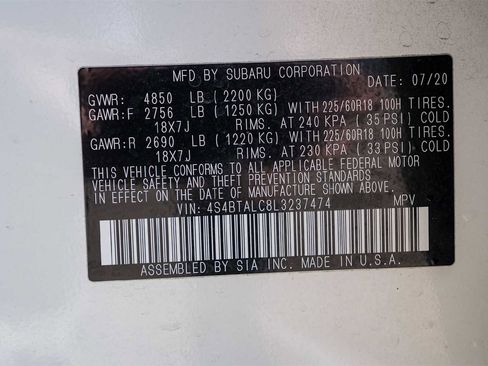 MFD BY SUBARU CORPORATION
DATE: 07/20
GVWR: 4850 LB (2200 KG)
GAWR:F 2756 LB (1250 KG) WITH 225/60R18 100H TIRES.
18X7J RIMS. AT 240 KPA (35 PSI) COLD
GAWR:R 2690 LB (1220 KG) WITH 225/60R18 100H TIRES.
18X7J RIMS. AT 230 KPA (33 PSI) COLD
THIS VEHICLE CONFORMS TO ALL APPLICABLE FEDERAL MOTOR
VEHICLE SAFETY AND THEFT PREVENTION STANDARDS
IN EFFECT ON THE DATE OF MANUFACTURE SHOWN ABOVE.
VIN: 4S4BTALC8L3237474 MPV
ASSEMBLED BY SIA INC. MADE IN U.S.A.